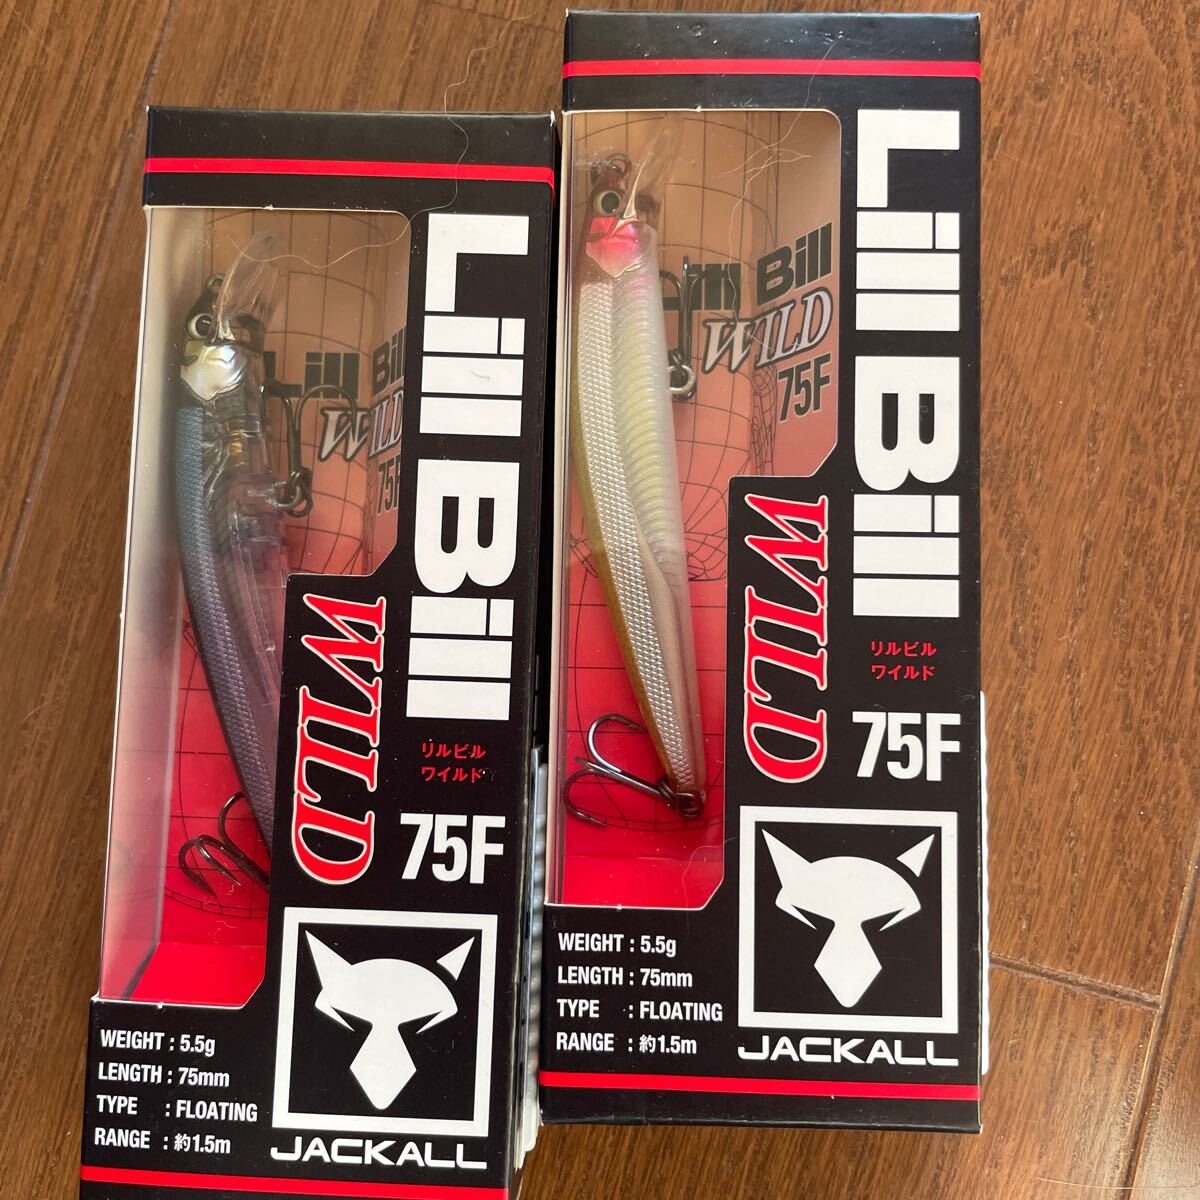 Lill Bill
WILD
75F
Lill Bill
WILD
リルビル
ワイルド
75F
WEIGHT : 5.5g
LENGTH : 75mm
TYPE : FLOATING
RANGE : 約1.5m
JACKALL
Bill
WILD
75F
Lill Bill
WILD
リルビル
ワイルド
75F
WEIGHT : 5.5g
LENGTH : 75mm
TYPE : FLOATING
RANGE : 約1.5m
JACKALL